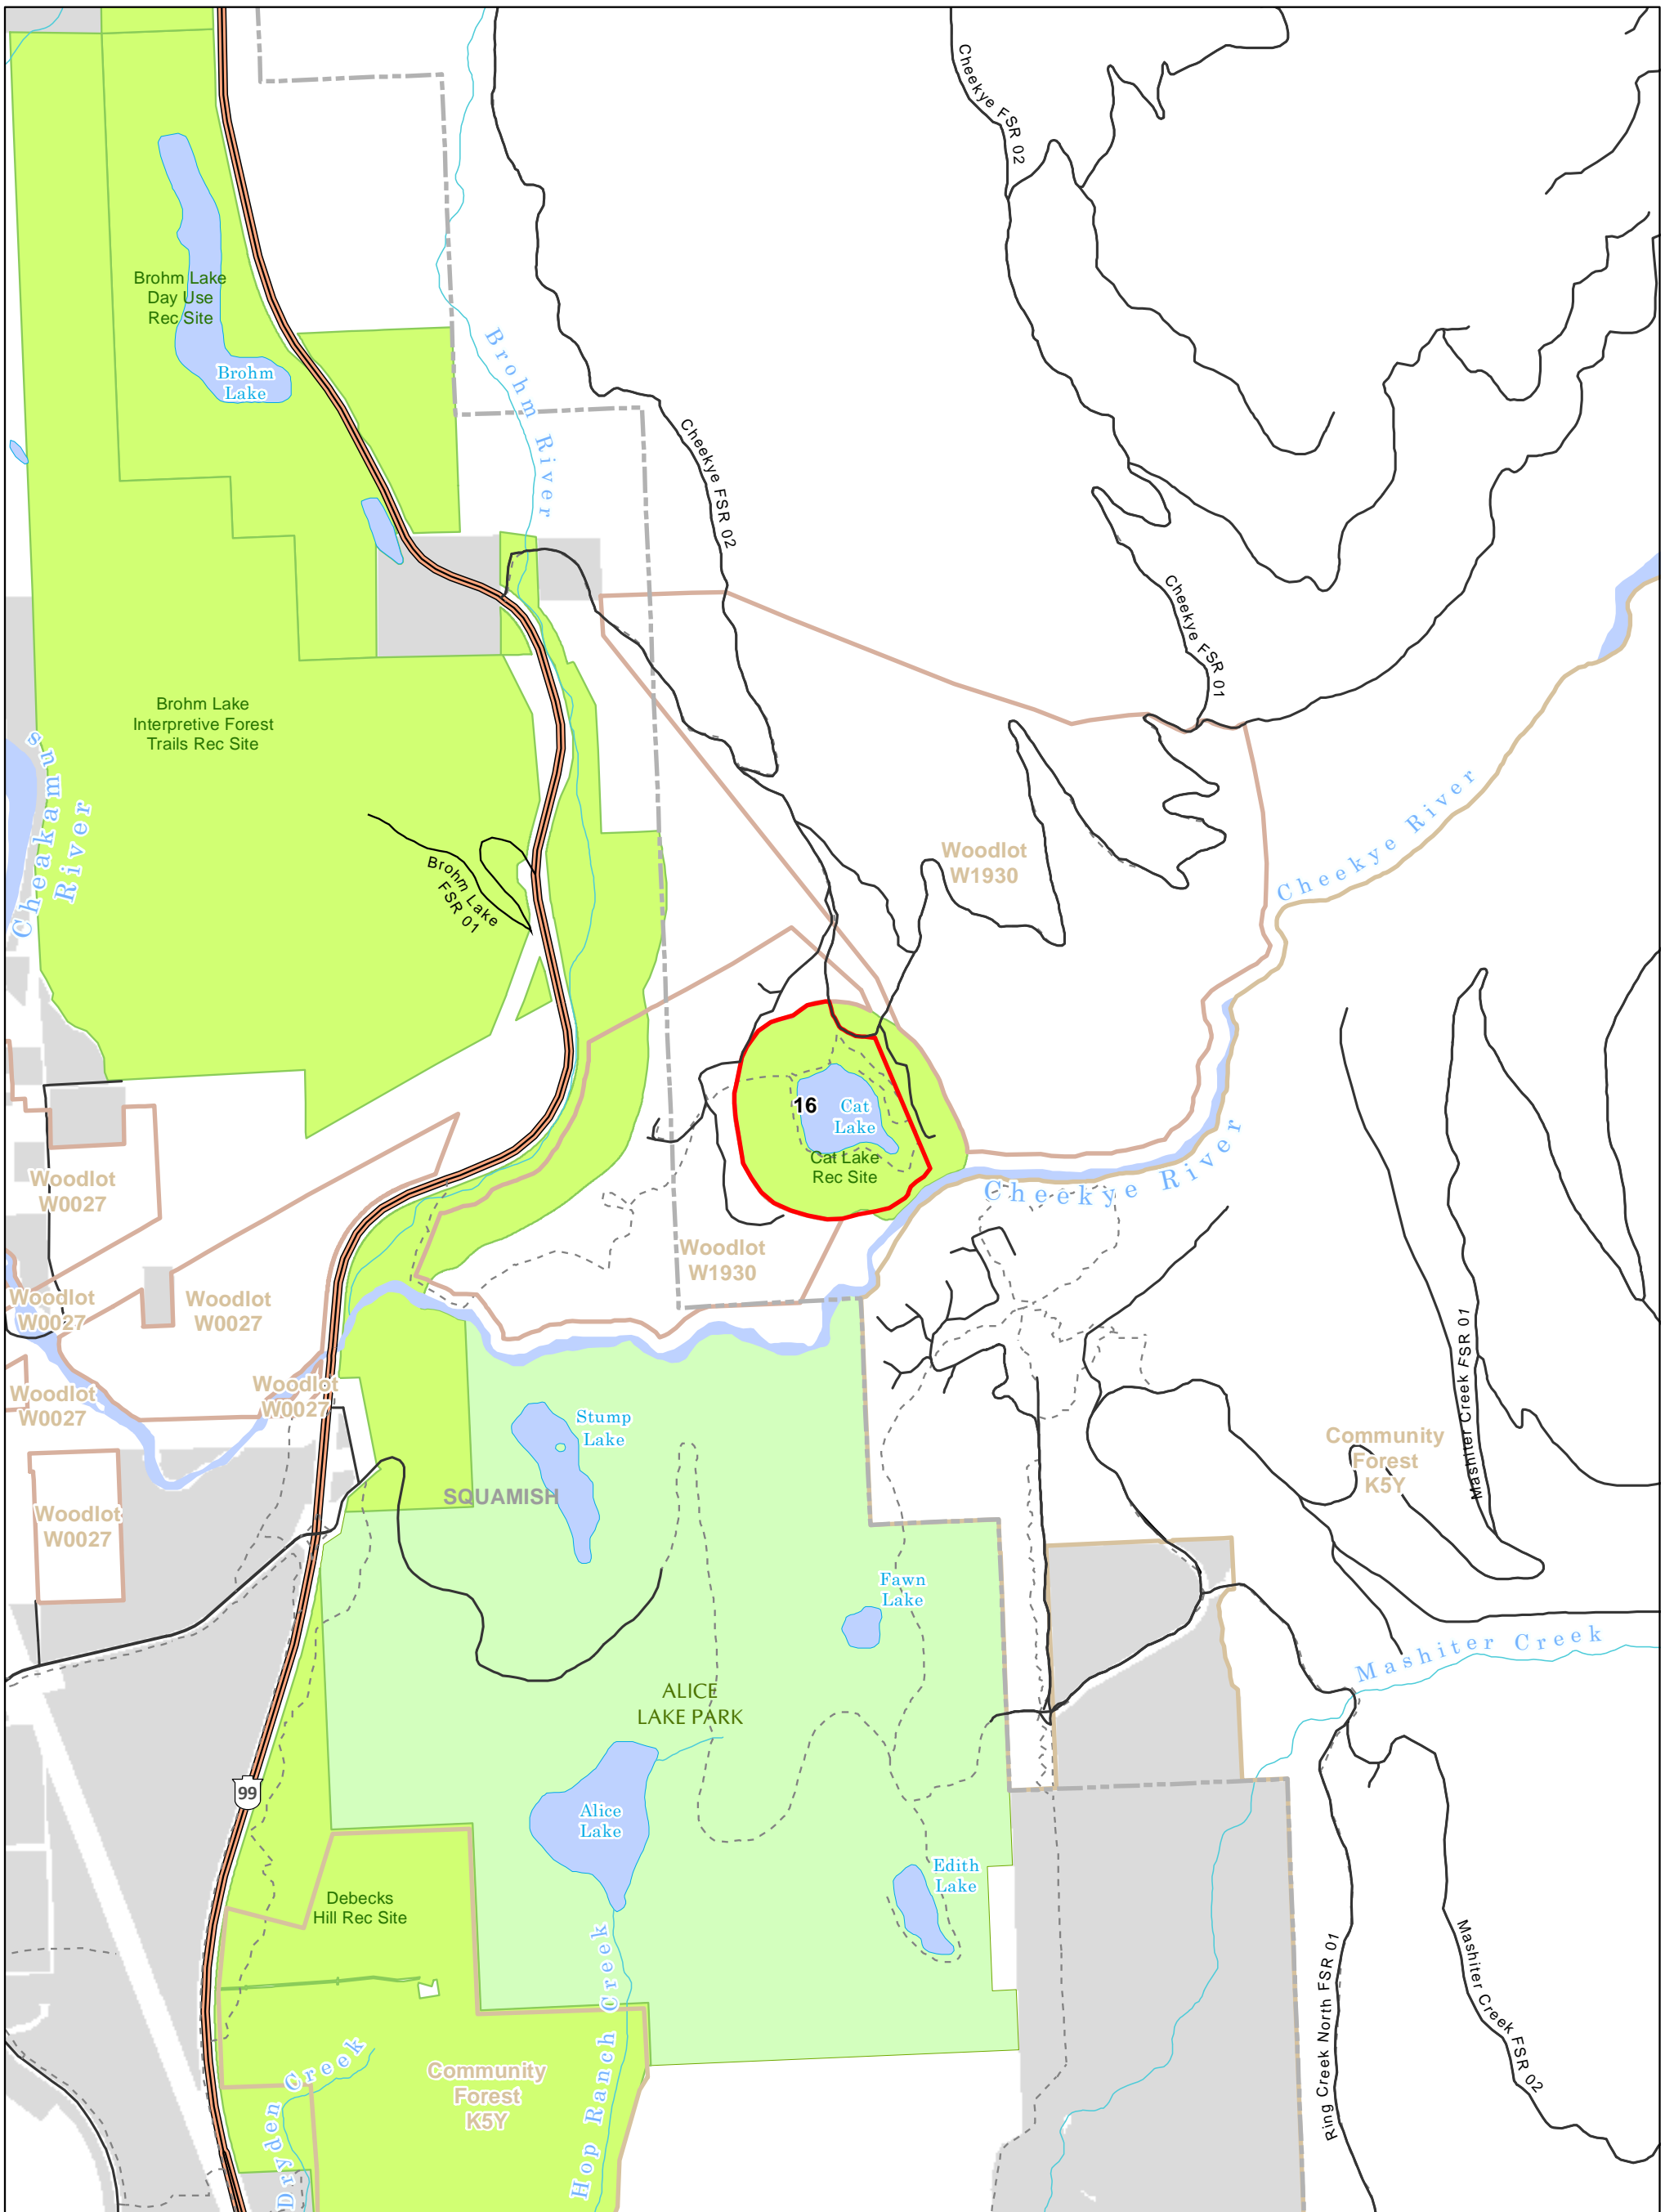 Cheekye FSR 02
Brohm Lake
Day Use
Rec Site
Brohm
Lake
Brohm River
Cheekye FSR 02
Cheekye FSR 01
Brohm Lake
Interpretive Forest
Trails Rec Site
Cheakamus
River
Brohm Lake
FSR 01
Woodlot
W1930
Cheekye River
16
Cat
Lake
Cat Lake
Rec Site
Cheekye River
Woodlot
W0027
Woodlot
W1930
Woodlot
W0027
Woodlot
W0027
Woodlot
W0027
Woodlot
W0027
Mashiter Creek FSR 01
Stump
Lake
Community
Forest
K5Y
SQUAMISH
Woodlot
W0027
Fawn
Lake
Mashiter Creek
ALICE
LAKE PARK
99
Alice
Lake
Edith
Lake
Debecks
Hill Rec Site
Hop Ranch Creek
Ring Creek North FSR 01
Mashiter Creek FSR 02
Dryden Creek
Community
Forest
K5Y